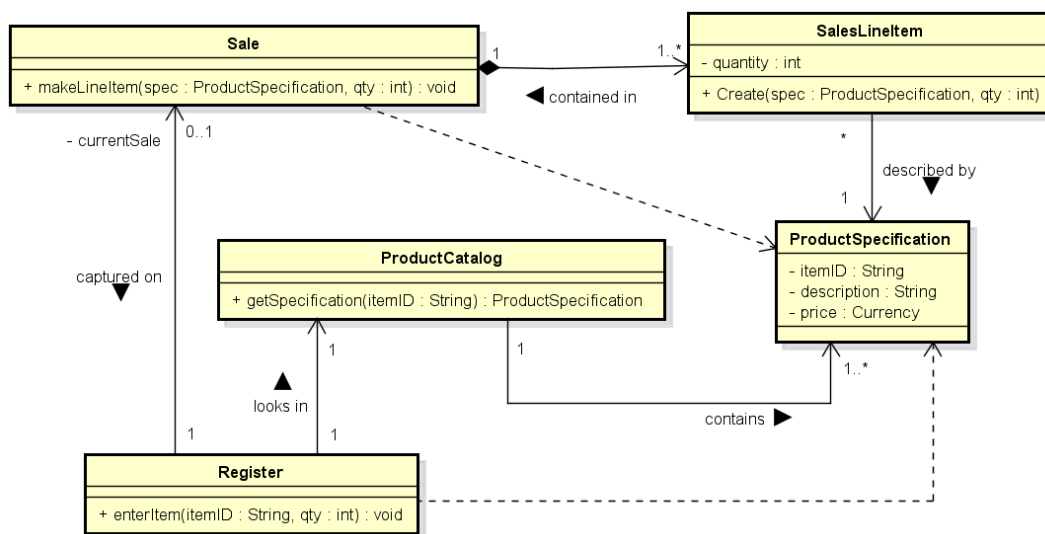 Sale
+ makeLineItem(spec : ProductSpecification, qty : int) : void
1
1..*
contained in
SalesLineItem
- quantity : int
+ Create(spec : ProductSpecification, qty : int)
- currentSale
0..1
*
described by
1
ProductSpecification
- itemID : String
- description : String
- price : Currency
ProductCatalog
+ getSpecification(itemID : String) : ProductSpecification
captured on
1
1
1..*
looks in
contains
1
1
Register
+ enterItem(itemID : String, qty : int) : void